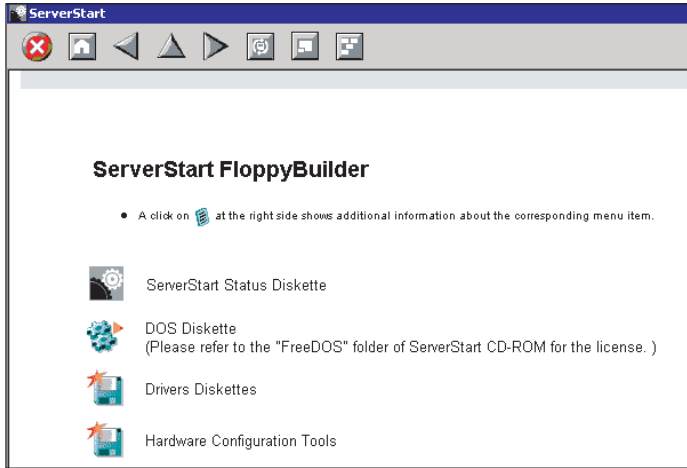 ServerStart
ServerStart FloppyBuilder
• A click on at the right side shows additional information about the corresponding menu item.
ServerStart Status Diskette
DOS Diskette
(Please refer to the "FreeDOS" folder of ServerStart CD-ROM for the license. )
Drivers Diskettes
Hardware Configuration Tools